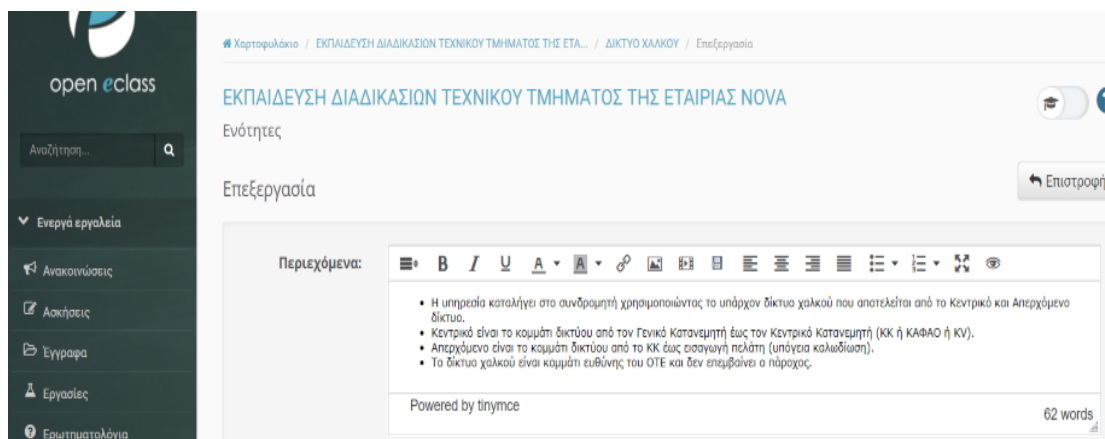 open eclass
Αναζήτηση...
Ενεργά εργαλεία
Ανακοινώσεις
Ασκήσεις
Έγγραφα
Εργασίες
Ερωτηματολόγια
Χαρτοφυλάκιο / ΕΚΠΑΙΔΕΥΣΗ ΔΙΑΔΙΚΑΣΙΩΝ ΤΕΧΝΙΚΟΥ ΤΜΗΜΑΤΟΣ ΤΗΣ ΕΤΑ... / ΔΙΚΤΥΟ ΧΑΛΚΟΥ / Επεξεργασία
ΕΚΠΑΙΔΕΥΣΗ ΔΙΑΔΙΚΑΣΙΩΝ ΤΕΧΝΙΚΟΥ ΤΜΗΜΑΤΟΣ ΤΗΣ ΕΤΑΙΡΙΑΣ NOVA
Ενότητες
Επεξεργασία
Επιστροφή
Περιεχόμενα:
B I U A A
• Η υπηρεσία καταλήγει στο συνδρομητή χρησιμοποιώντας το υπάρχον δίκτυο χαλκού που αποτελείται από το Κεντρικό και Απερχόμενο
δίκτυο.
• Κεντρικό είναι το κομμάτι δικτύου από τον Γενικό Κατανεμητή έως τον Κεντρικό Κατανεμητή (ΚΚ ή ΚΑΦΑΟ ή KV).
• Απερχόμενο είναι το κομμάτι δικτύου από το ΚΚ έως εισαγωγή πελάτη (υπόγεια καλωδίωση).
• Το δίκτυο χαλκού είναι κομμάτι ευθύνης του ΟΤΕ και δεν επεμβαίνει ο πάροχος.
Powered by tinymce
62 words